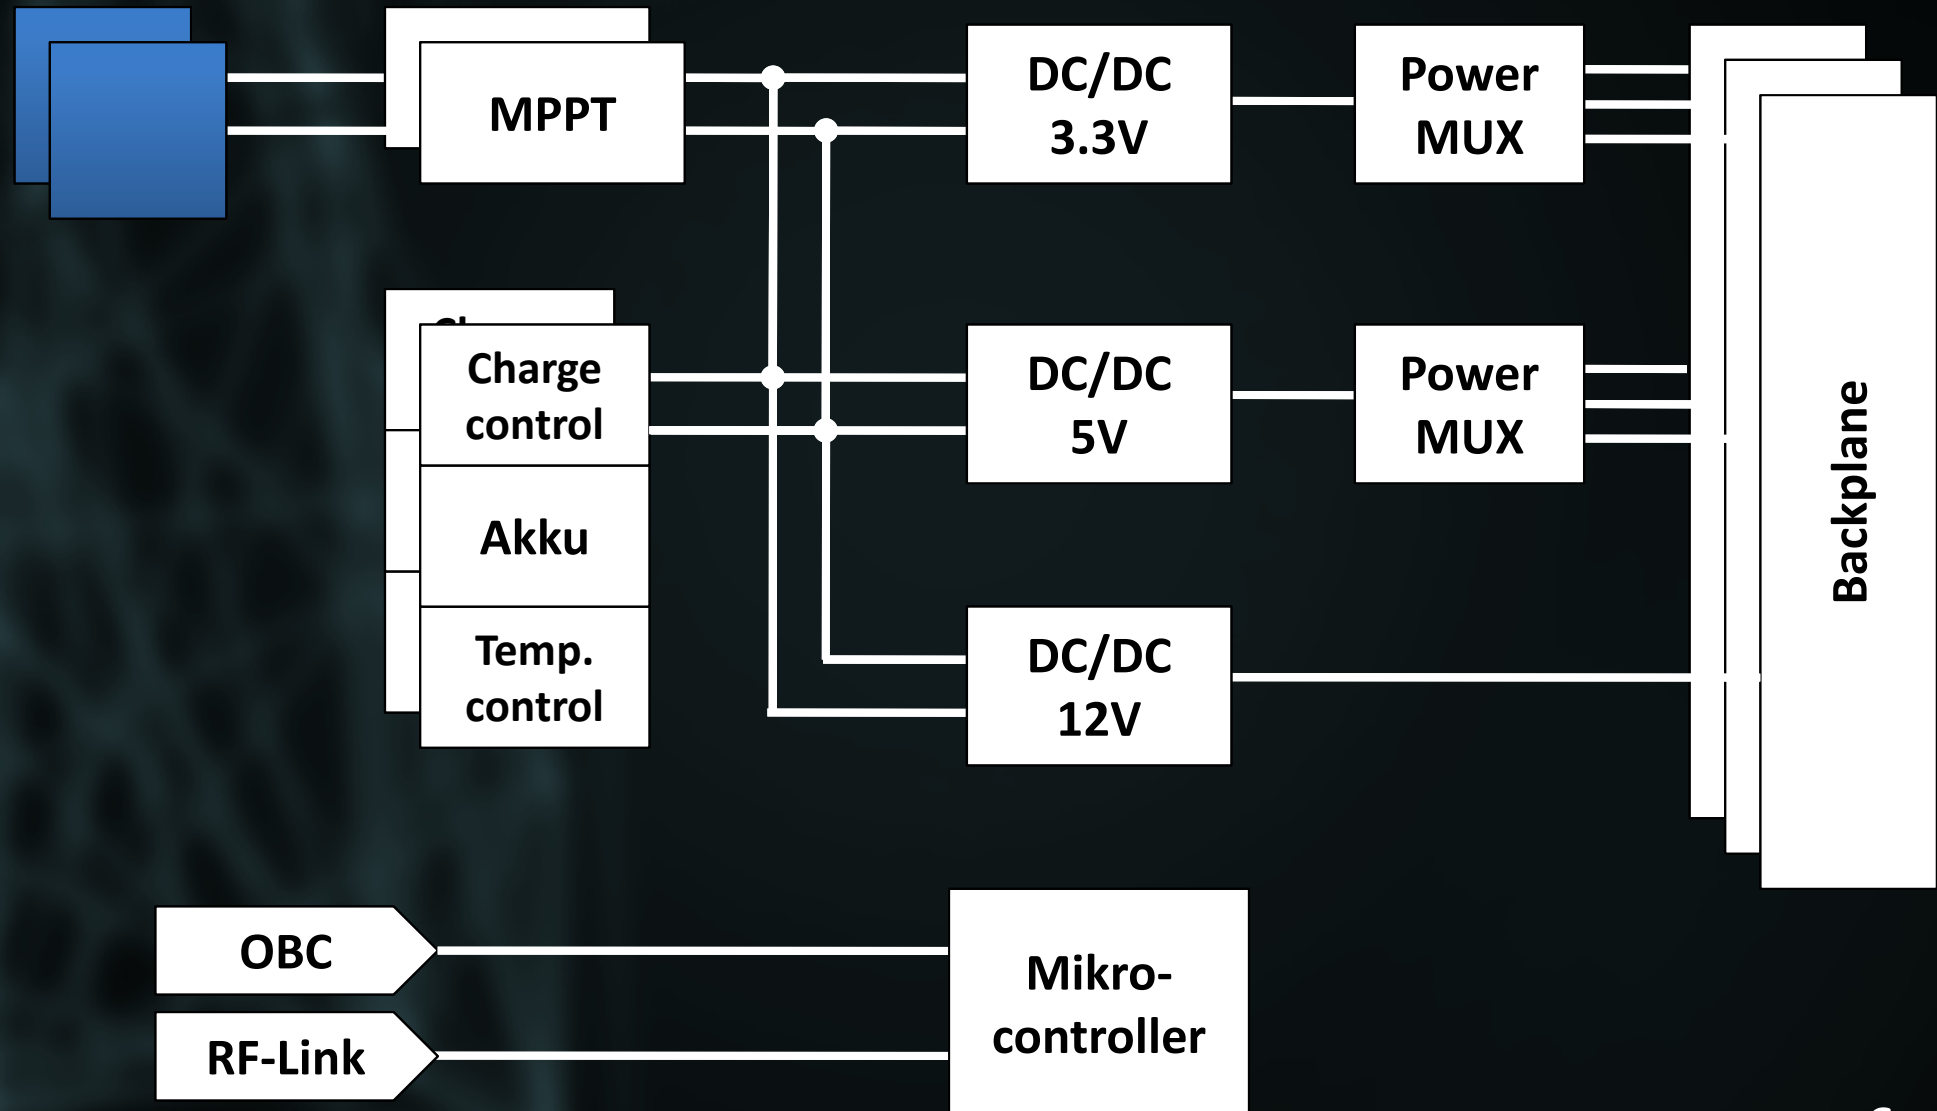 MPPT
DC/DC
3.3V
Power
MUX
Charge
control
Akku
Temp.
control
DC/DC
5V
Power
MUX
DC/DC
12V
Backplane
OBC
RF-Link
Mikro-
controller